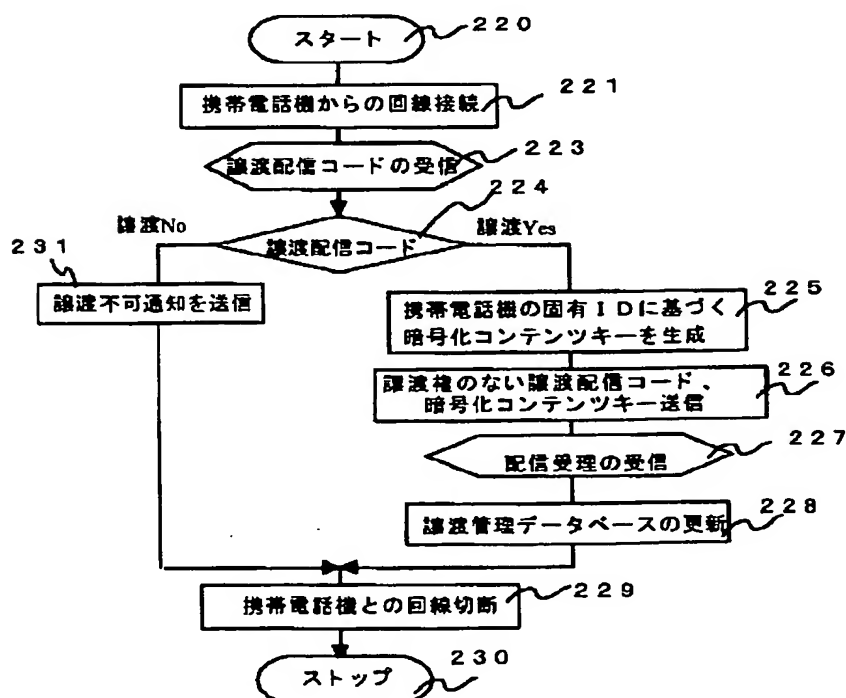 220
スタート
221
携帯電話機からの回線接続
223
譲渡配信コードの受信
224
譲渡No
譲渡Yes
譲渡配信コード
231
譲渡不可通知を送信
225
携帯電話機の固有IDに基づく
暗号化コンテンツキーを生成
226
譲渡権のない譲渡配信コード、
暗号化コンテンツキー送信
227
配信受理の受信
228
譲渡管理データベースの更新
229
携帯電話機との回線切断
230
ストップ